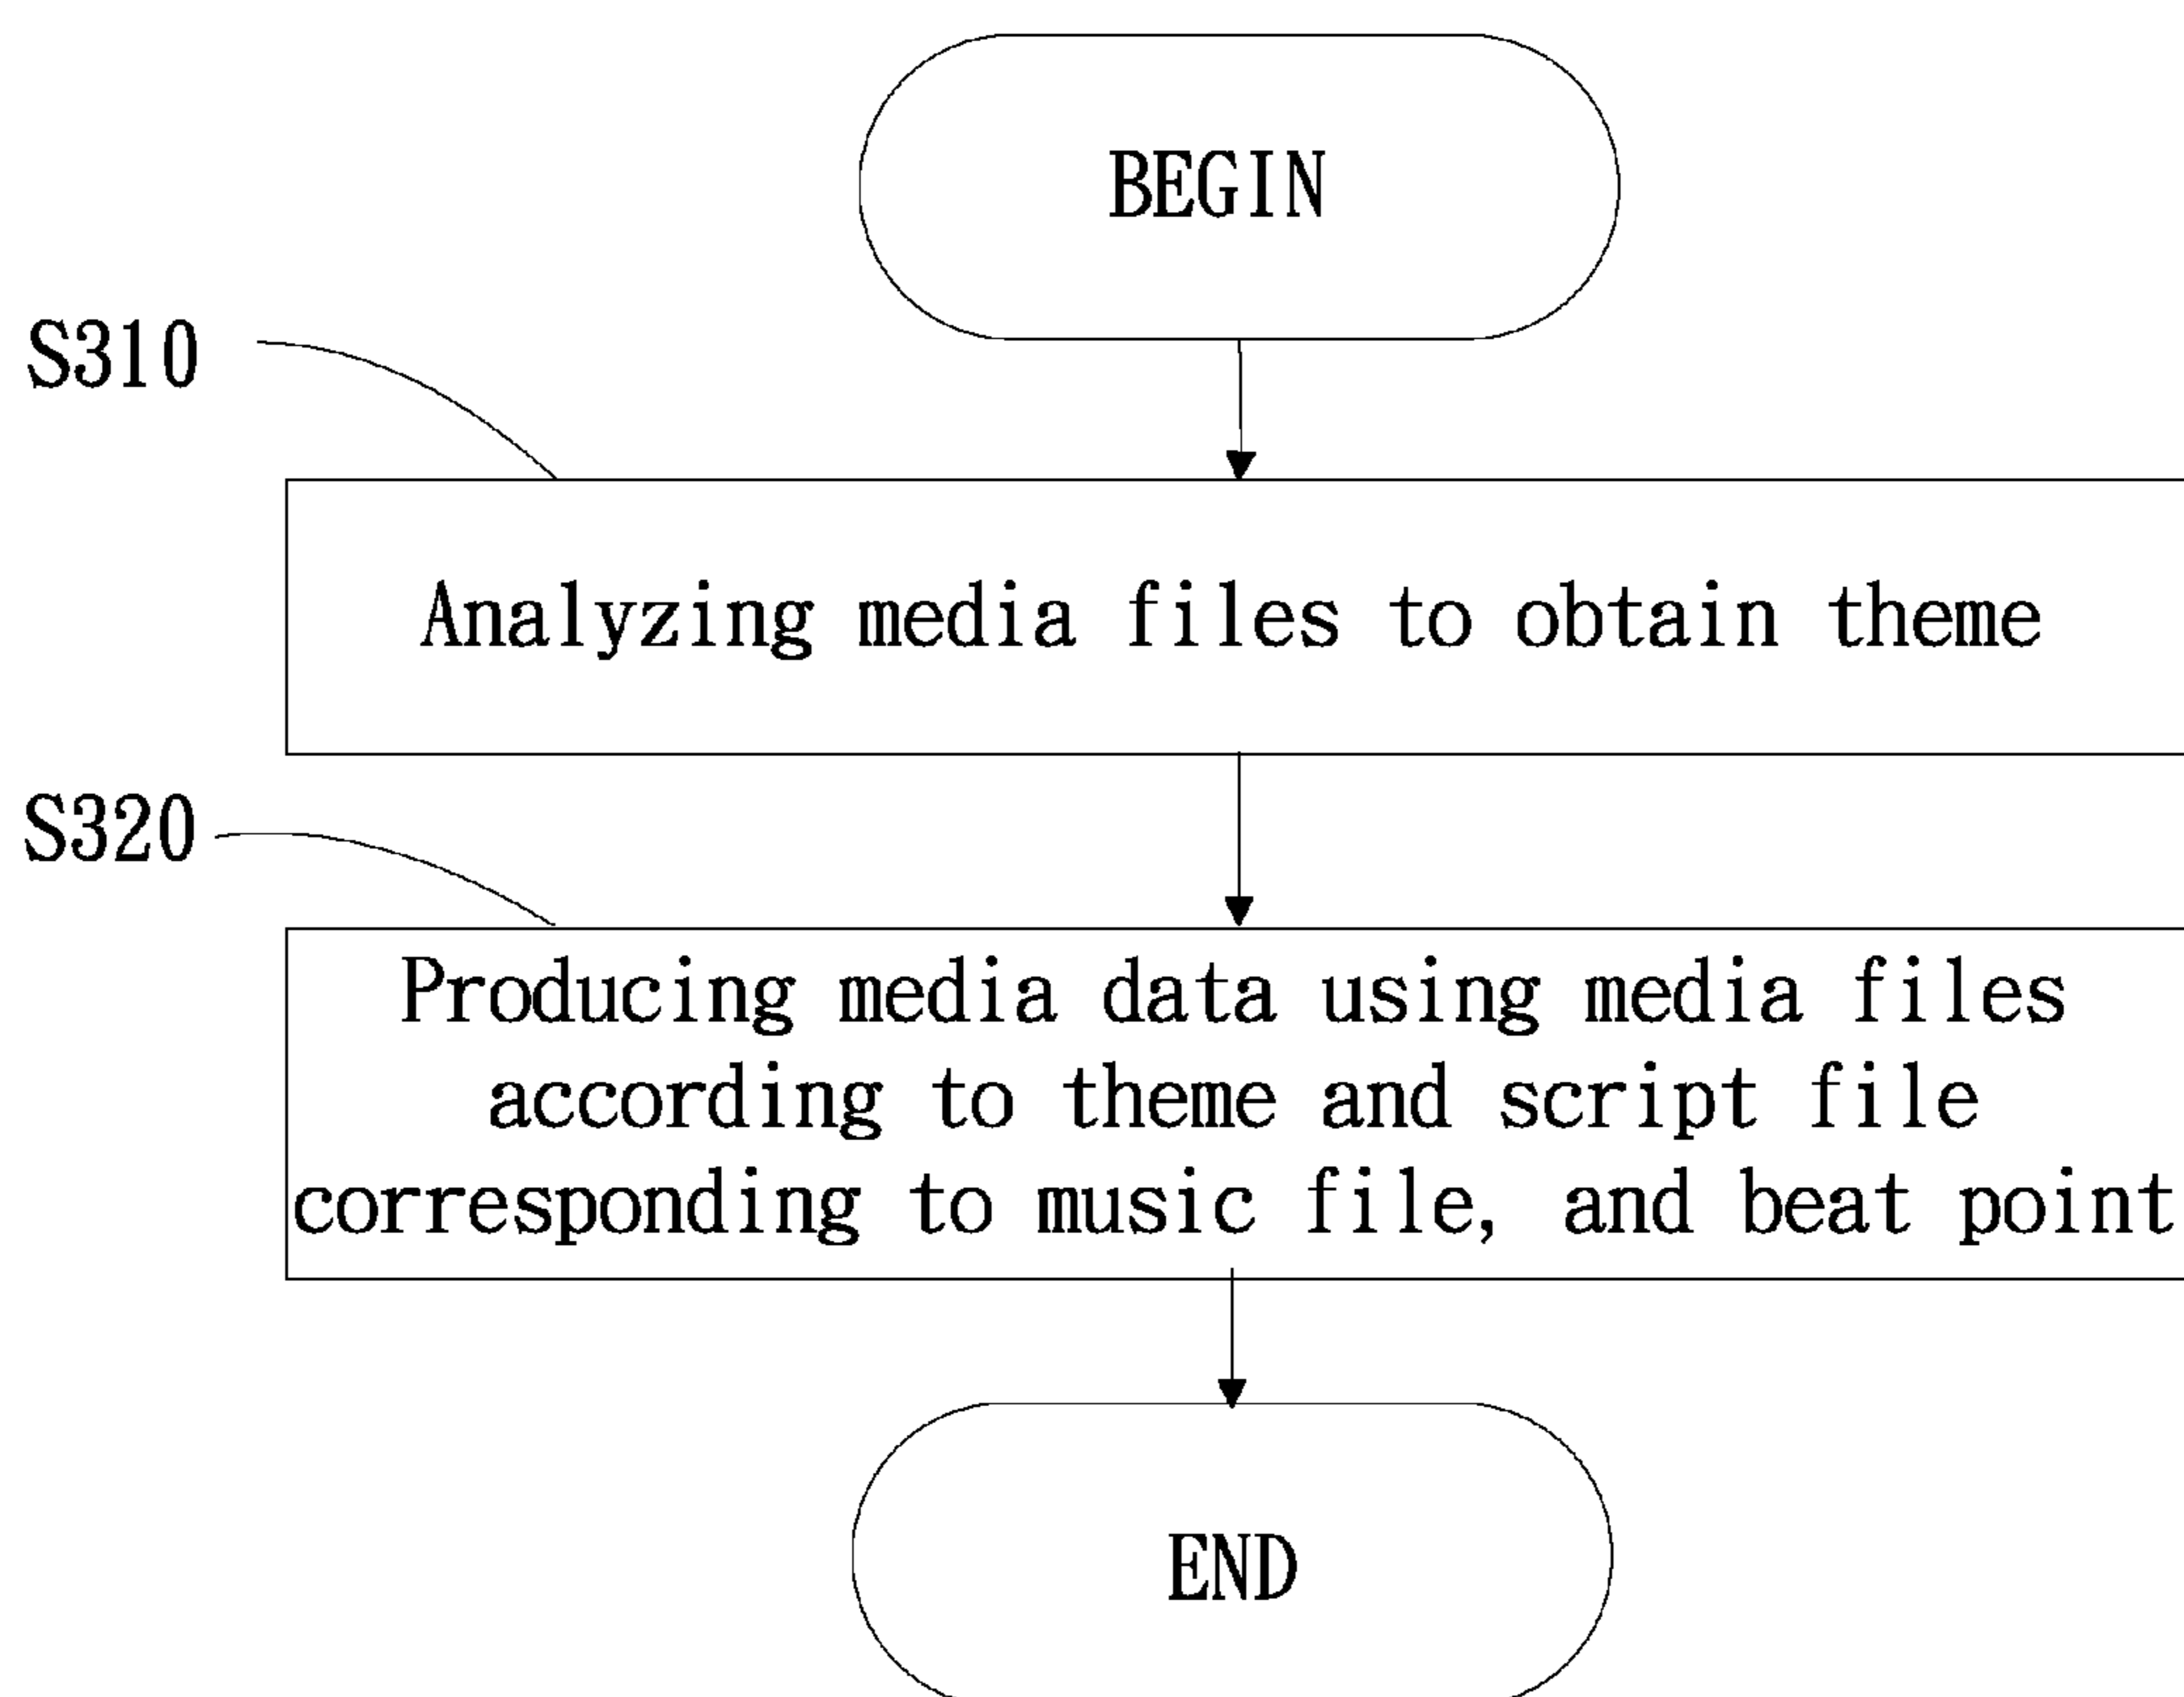 BEGIN
S310
Analyzing media files to obtain theme
S320
Producing media data using media files
according to theme and script file
corresponding to music file, and beat point
END